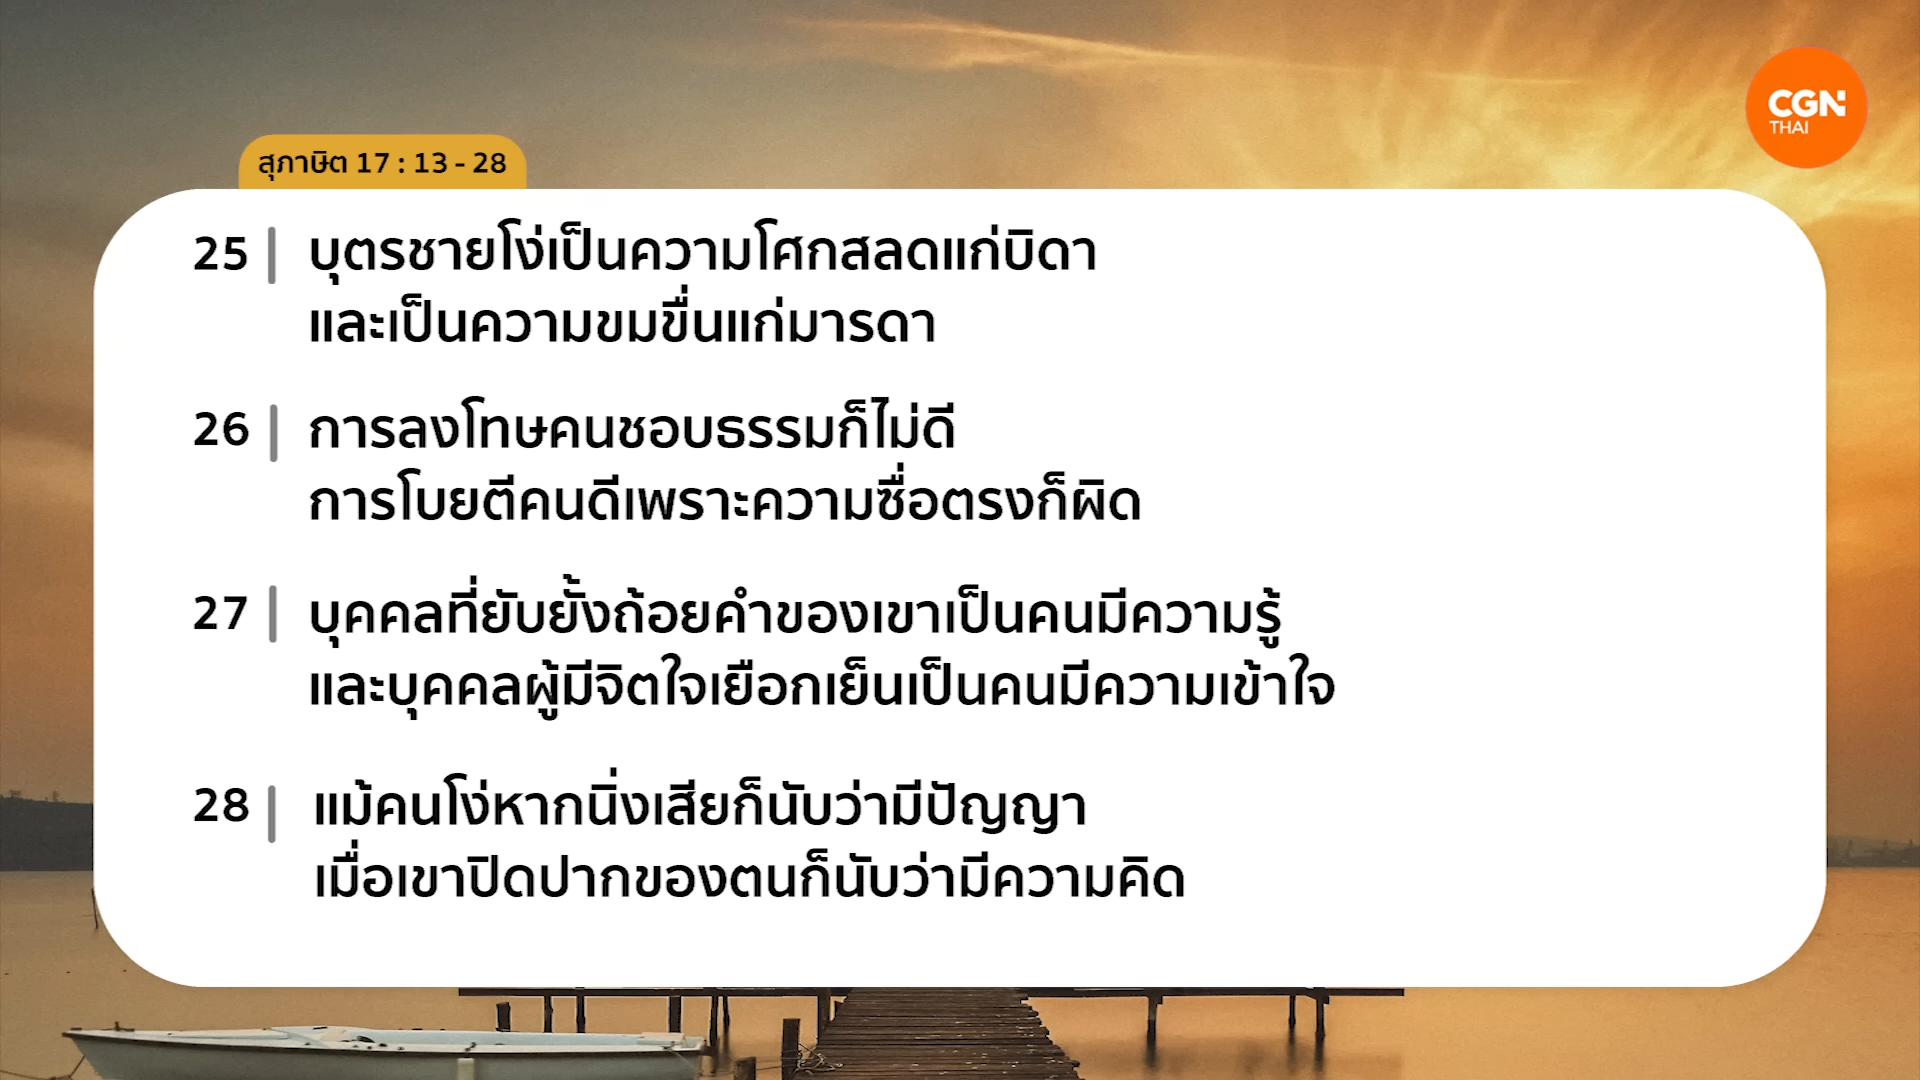 CGN
THAI
สุภาษิต 17 : 13 - 28
25 บุตรชายโง่เป็นความโศกสลดแก่บิดา
และเป็นความขมขื่นแก่มารดา
26 การลงโทษคนชอบธรรมก็ไม่ดี
การโบยตีคนดีเพราะความซื่อตรงก็ผิด
27 บุคคลที่ยับยั้งถ้อยคำของเขาเป็นคนมีความรู้
และบุคคลผู้มีจิตใจเยือกเย็นเป็นคนมีความเข้าใจ
28 แม้คนโง่หากนิ่งเสียก็นับว่ามีปัญญา
เมื่อเขาปิดปากของตนก็นับว่ามีความคิด